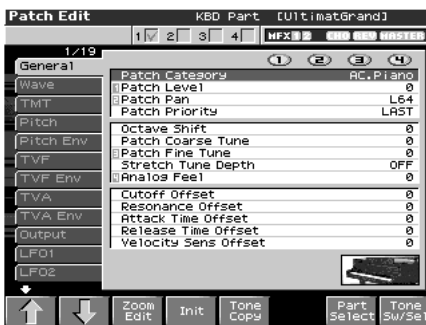 Patch Edit KBD Part [UltimatGrand]
1 2 3 4 MFX 1 2 CHO REV MASTER
1/19
General 1 2 3 4
Patch Category AC.Piano
Wave
1 Patch Level 0
TMT
2 Patch Pan L64
Patch Priority LAST
Pitch
Octave Shift 0
Pitch Env
Patch Coarse Tune 0
3 Patch Fine Tune 0
TVF
Stretch Tune Depth OFF
TVF Env
4 Analog Feel 0
TVA
Cutoff Offset 0
Resonance Offset 0
TVA Env
Attack Time Offset 0
Output
Release Time Offset 0
Velocity Sens Offset 0
LFO1
LFO2
Zoom Edit Init Tone Copy Part Select Tone Sw/Sel